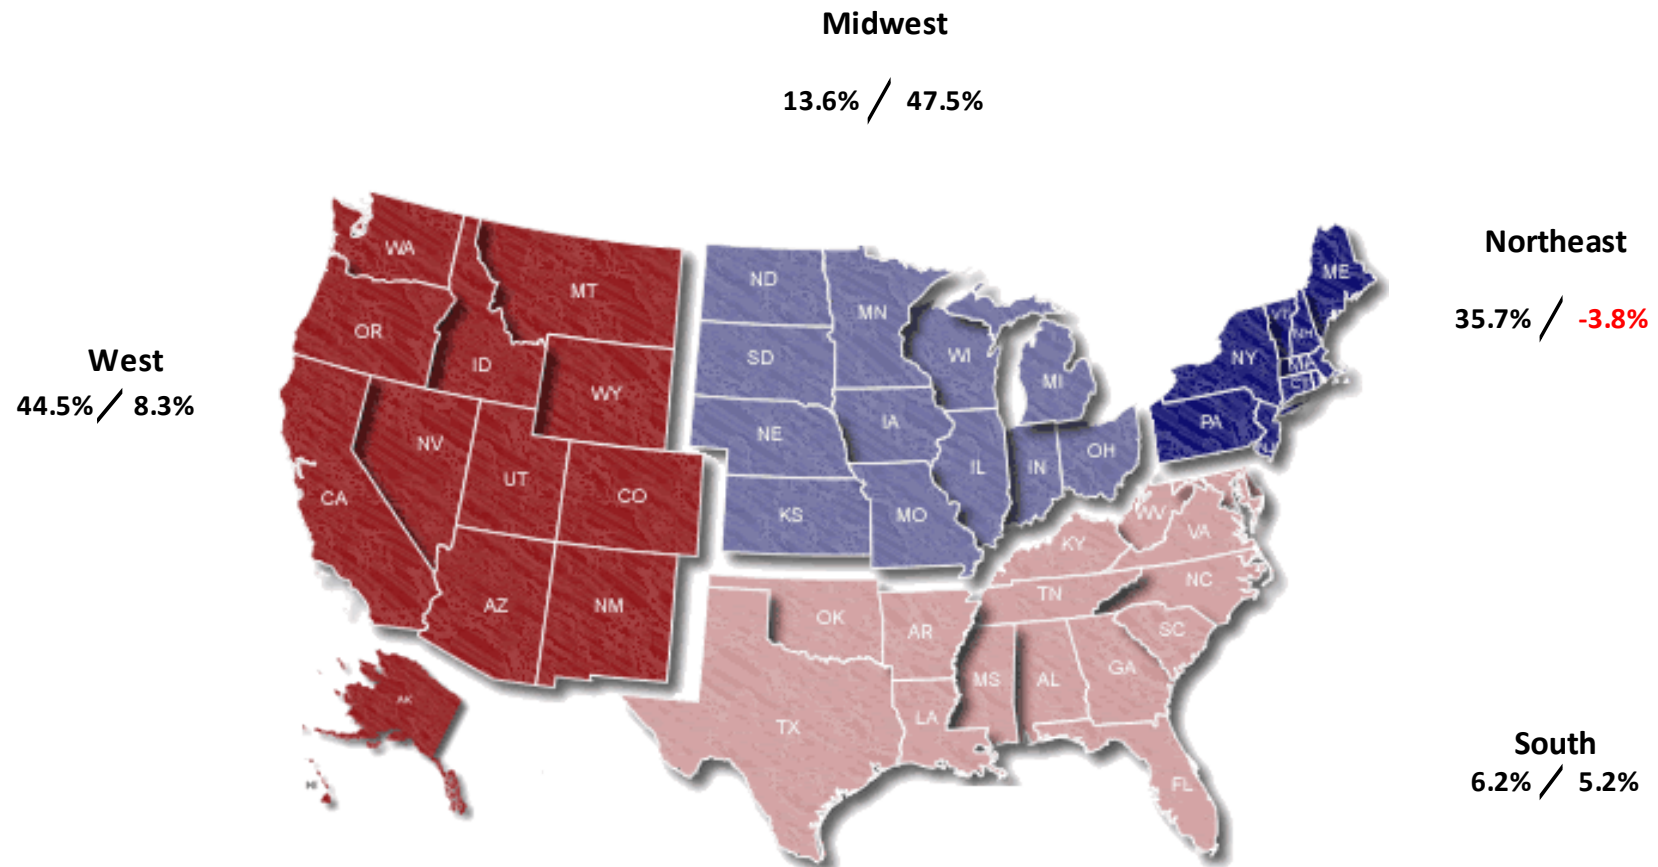 Midwest
13.6% / 47.5%
Northeast
35.7% / -3.8%
West
44.5% / 8.3%
South
6.2% / 5.2%
WA
MT
OR
ID
WY
NV
UT
CO
CA
AZ
NM
AK
HI
ND
MN
SD
WI
MI
NE
IA
IL
IN
OH
KS
MO
ME
VT
NH
NY
MA
CT
PA
NJ
WV
VA
KY
NC
TN
OK
AR
SC
MS
AL
GA
TX
LA
FL